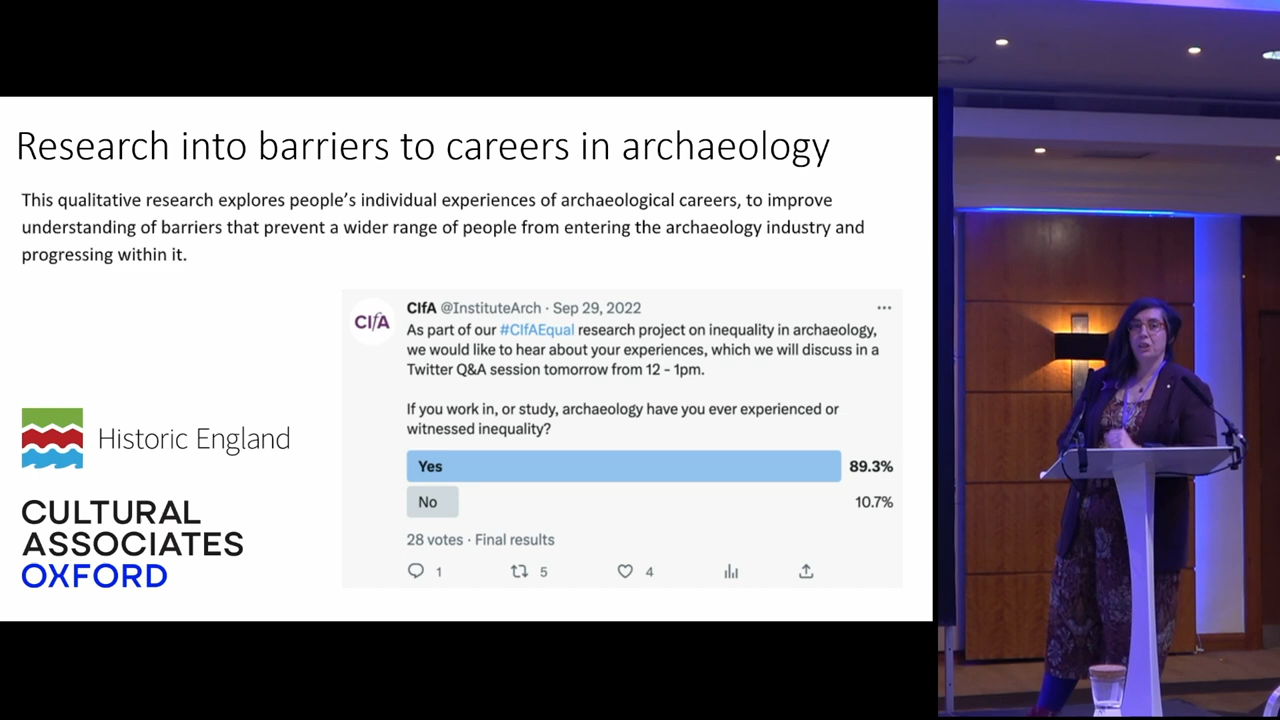 Research into barriers to careers in archaeology
This qualitative research explores people's individual experiences of archaeological careers, to improve
understanding of barriers that prevent a wider range of people from entering the archaeology industry and
progressing within it.
CIfA
CIfA @InstituteArch · Sep 29, 2022
As part of our #CIfAEqual research project on inequality in archaeology,
we would like to hear about your experiences, which we will discuss in a
Twitter Q&A session tomorrow from 12 - 1pm.
If you work in, or study, archaeology have you ever experienced or
witnessed inequality?
Yes 89.3%
No 10.7%
28 votes · Final results
1 5 4
Historic England
CULTURAL
ASSOCIATES
OXFORD